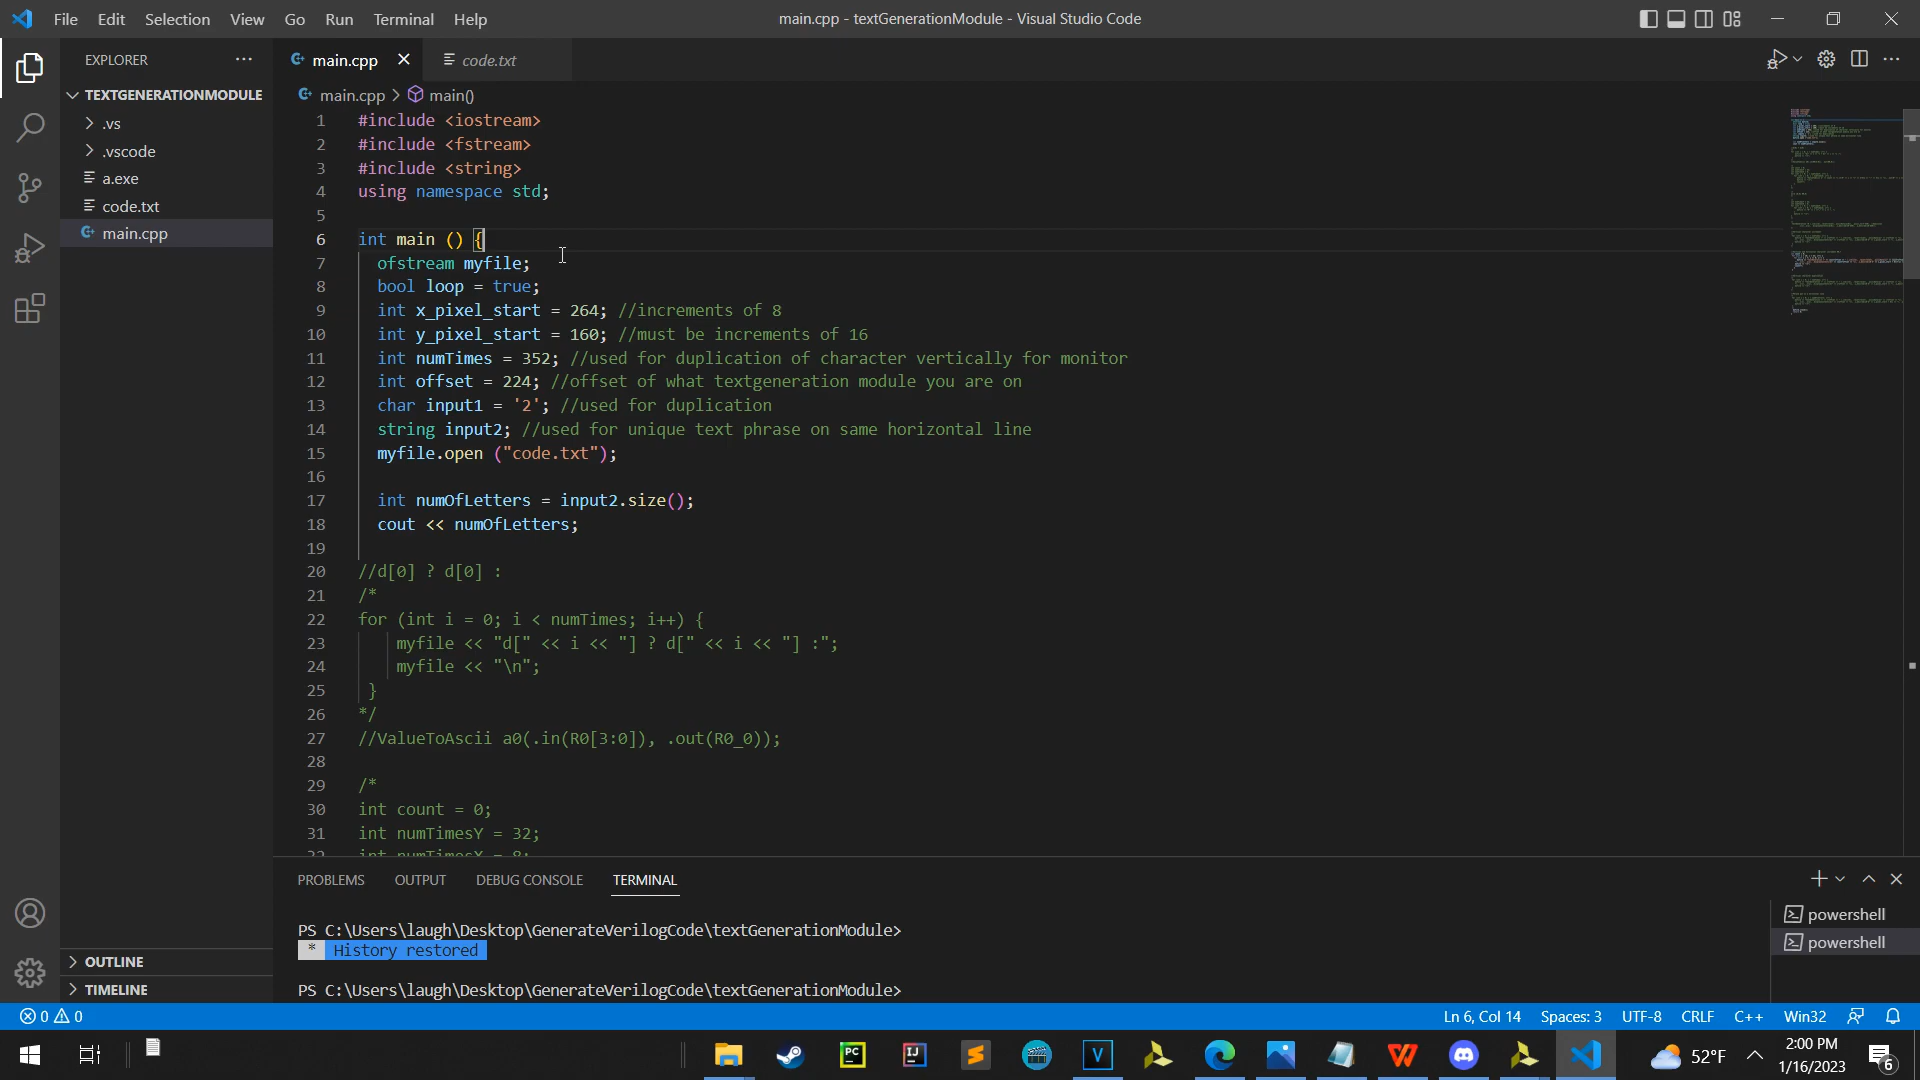 File Edit Selection View Go Run Terminal Help
main.cpp - textGenerationModule - Visual Studio Code
EXPLORER
TEXTGENERATIONMODULE
.vs
.vscode
a.exe
code.txt
main.cpp
OUTLINE
TIMELINE
main.cpp
code.txt
main.cpp > main()
1 #include <iostream>
2 #include <fstream>
3 #include <string>
4 using namespace std;
5
6 int main () {
7 ofstream myfile;
8 bool loop = true;
9 int x_pixel_start = 264; //increments of 8
10 int y_pixel_start = 160; //must be increments of 16
11 int numTimes = 352; //used for duplication of character vertically for monitor
12 int offset = 224; //offset of what textgeneration module you are on
13 char input1 = '2'; //used for duplication
14 string input2; //used for unique text phrase on same horizontal line
15 myfile.open ("code.txt");
16
17 int numOfLetters = input2.size();
18 cout << numOfLetters;
19
20 //d[0] ? d[0] :
21 /*
22 for (int i = 0; i < numTimes; i++) {
23 myfile << "d[" << i << "] ? d[" << i << "] :";
24 myfile << "\n";
25 }
26 */
27 //ValueToAscii a0(.in(R0[3:0]), .out(R0_0));
28
29 /*
30 int count = 0;
31 int numTimesY = 32;
32 int numTimesX = 8;
PROBLEMS OUTPUT DEBUG CONSOLE TERMINAL
PS C:\Users\laugh\Desktop\GenerateVerilogCode\textGenerationModule>
* History restored
PS C:\Users\laugh\Desktop\GenerateVerilogCode\textGenerationModule>
powershell
powershell
0 0
Ln 6, Col 14 Spaces: 3 UTF-8 CRLF C++ Win32
PC
IJ
V
52°F
2:00 PM
1/16/2023
6